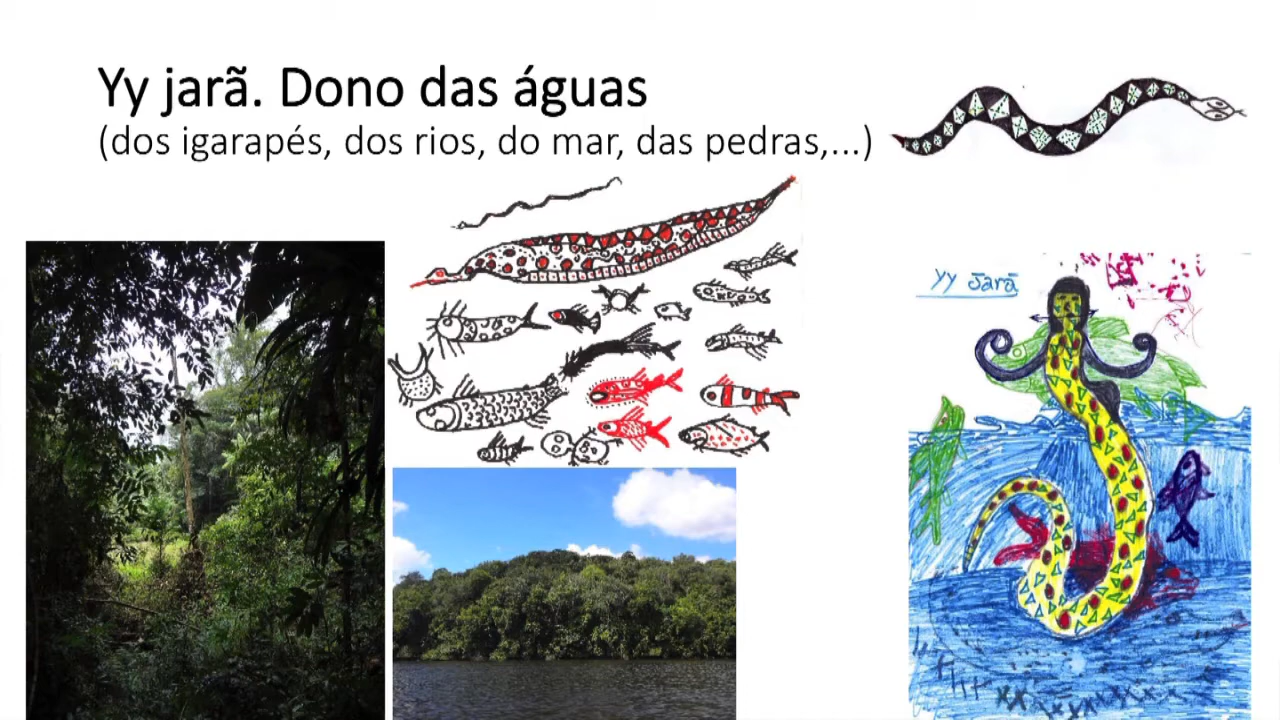 Yy jarã. Dono das águas
(dos igarapés, dos rios, do mar, das pedras,...)
yy Jarã